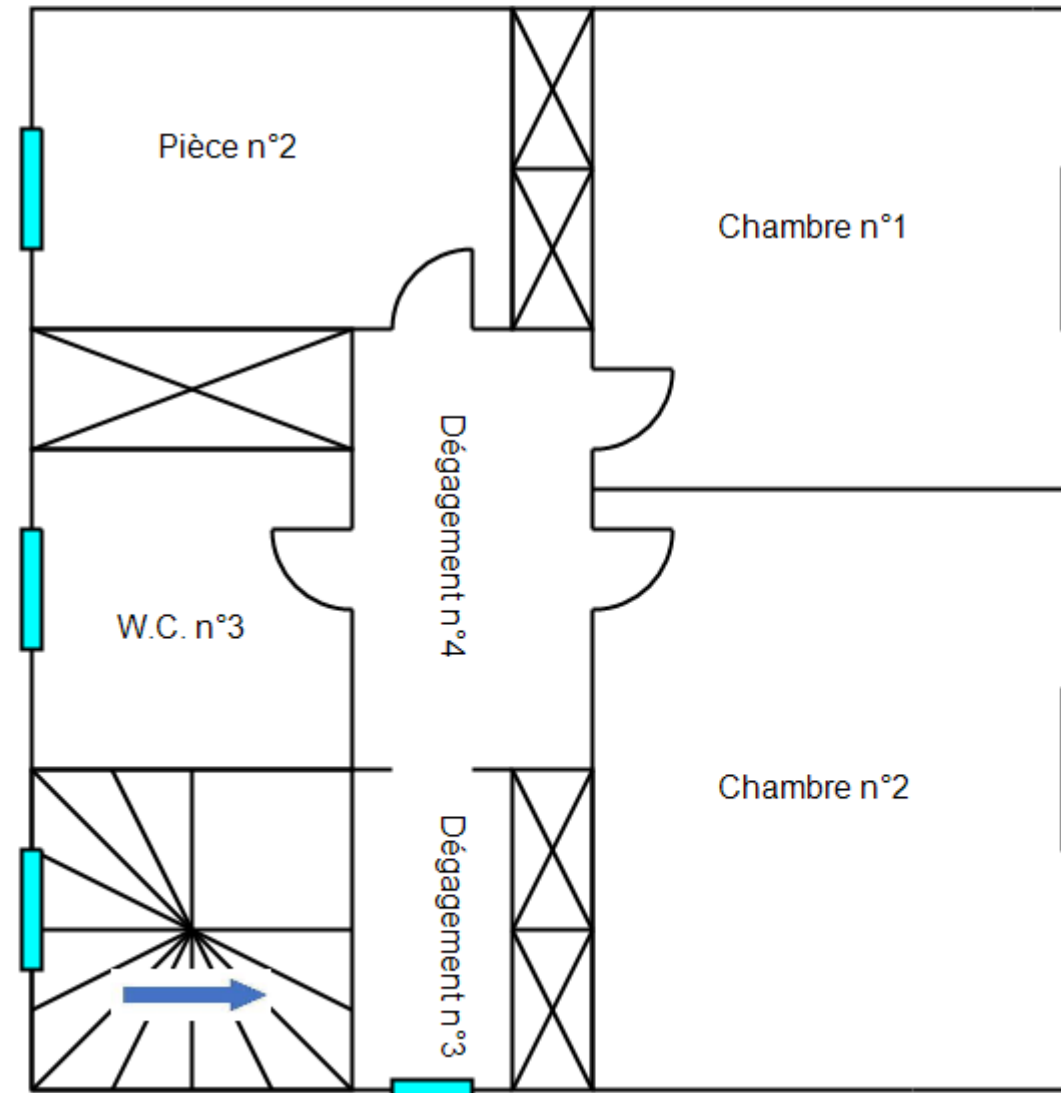 Pièce n°2
Chambre n°1
Dégagement n°4
W.C. n°3
Chambre n°2
Dégagement n°3